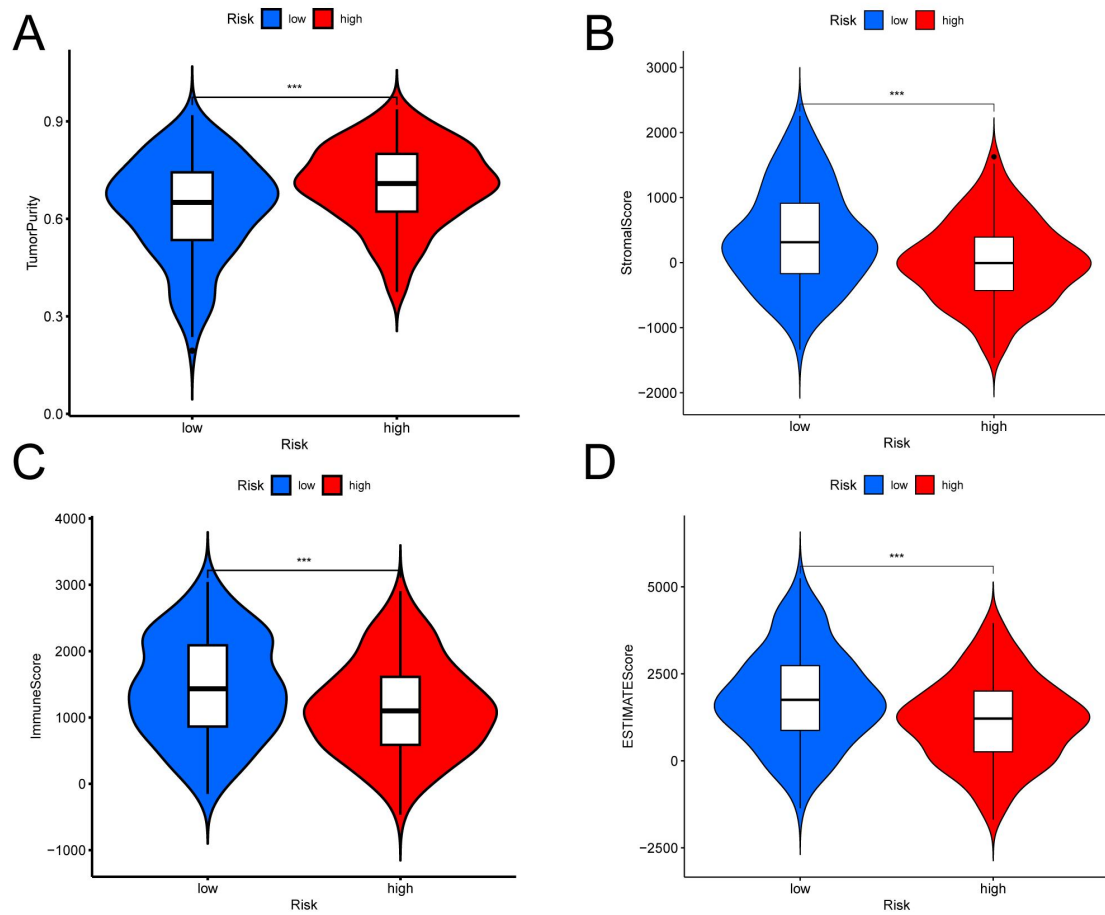 A
Risk low high
***
TumorPurity
0.9
0.6
0.3
0.0
low high
Risk
B
Risk low high
***
StromalScore
3000
2000
1000
0
−1000
−2000
low high
Risk
C
Risk low high
***
ImmuneScore
4000
3000
2000
1000
0
−1000
low high
Risk
D
Risk low high
***
ESTIMATEScore
5000
2500
0
−2500
low high
Risk